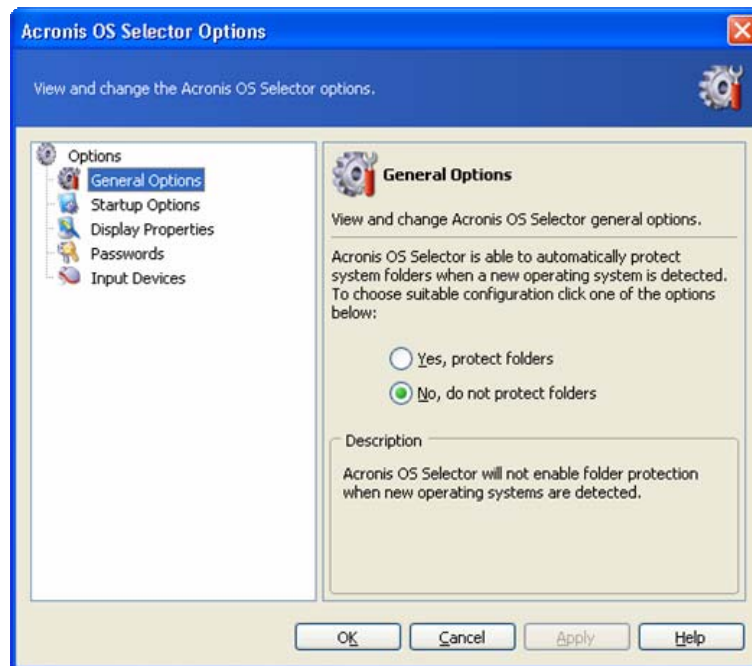 Acronis OS Selector Options
View and change the Acronis OS Selector options.
Options
General Options
Startup Options
Display Properties
Passwords
Input Devices
General Options
View and change Acronis OS Selector general options.
Acronis OS Selector is able to automatically protect
system folders when a new operating system is detected.
To choose suitable configuration click one of the options
below:
Yes, protect folders
No, do not protect folders
Description
Acronis OS Selector will not enable folder protection
when new operating systems are detected.
OK
Cancel
Apply
Help